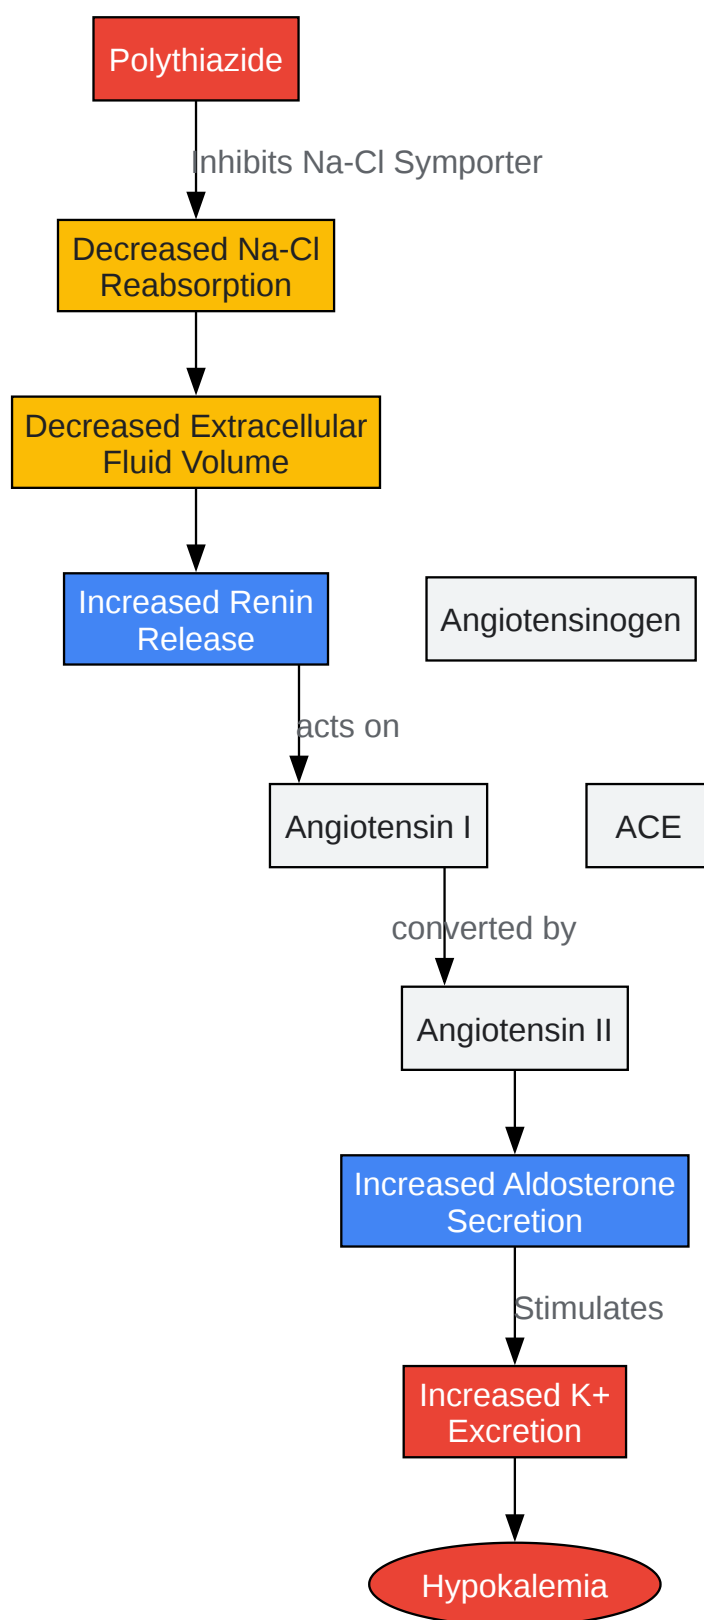 Polythiazide
Inhibits Na-Cl Symporter
Decreased Na-Cl
Reabsorption
Decreased Extracellular
Fluid Volume
Increased Renin
Release
Angiotensinogen
acts on
Angiotensin I
ACE
converted by
Angiotensin II
Increased Aldosterone
Secretion
Stimulates
Increased K+
Excretion
Hypokalemia